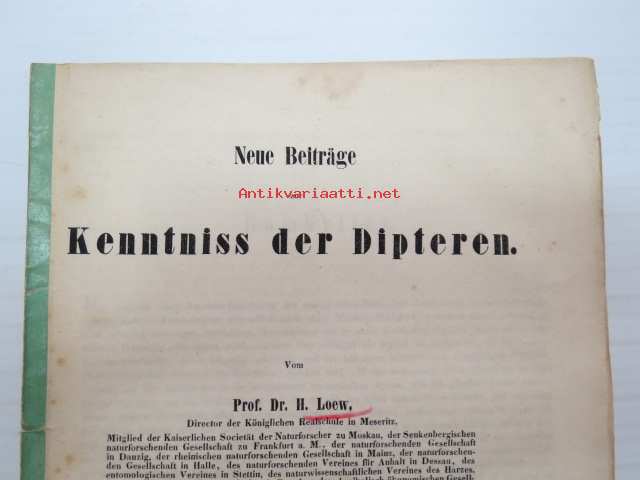 Neue Beiträge
Antikvariaatti.net
Kenntniss der Dipteren.
Vom
Prof. Dr. H. Loew,
Director der Königlichen Realschule in Meseritz,
Mitglied der Kaiserlichen Societät der Naturforscher zu Moskau, der Senkenbergischen
naturforschenden Gesellschaft zu Frankfurt a. M., der naturforschenden Gesellschaft
in Danzig, der rheinischen naturforschenden Gesellschaft in Mainz, der naturforschen-
den Gesellschaft in Halle, des naturforschenden Vereines für Anhalt in Dessau, des
entomologischen Vereines in Stettin, des naturwissenschaftlichen Vereines des Harzes,
ökonomischen Gesell-